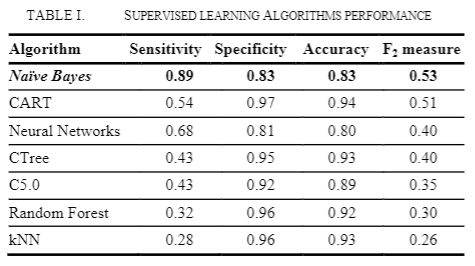 TABLE I. SUPERVISED LEARNING ALGORITHMS PERFORMANCE
Algorithm Sensitivity Specificity Accuracy F₂ measure
Naïve Bayes 0.89 0.83 0.83 0.53
CART 0.54 0.97 0.94 0.51
Neural Networks 0.68 0.81 0.80 0.40
CTree 0.43 0.95 0.93 0.40
C5.0 0.43 0.92 0.89 0.35
Random Forest 0.32 0.96 0.92 0.30
kNN 0.28 0.96 0.93 0.26